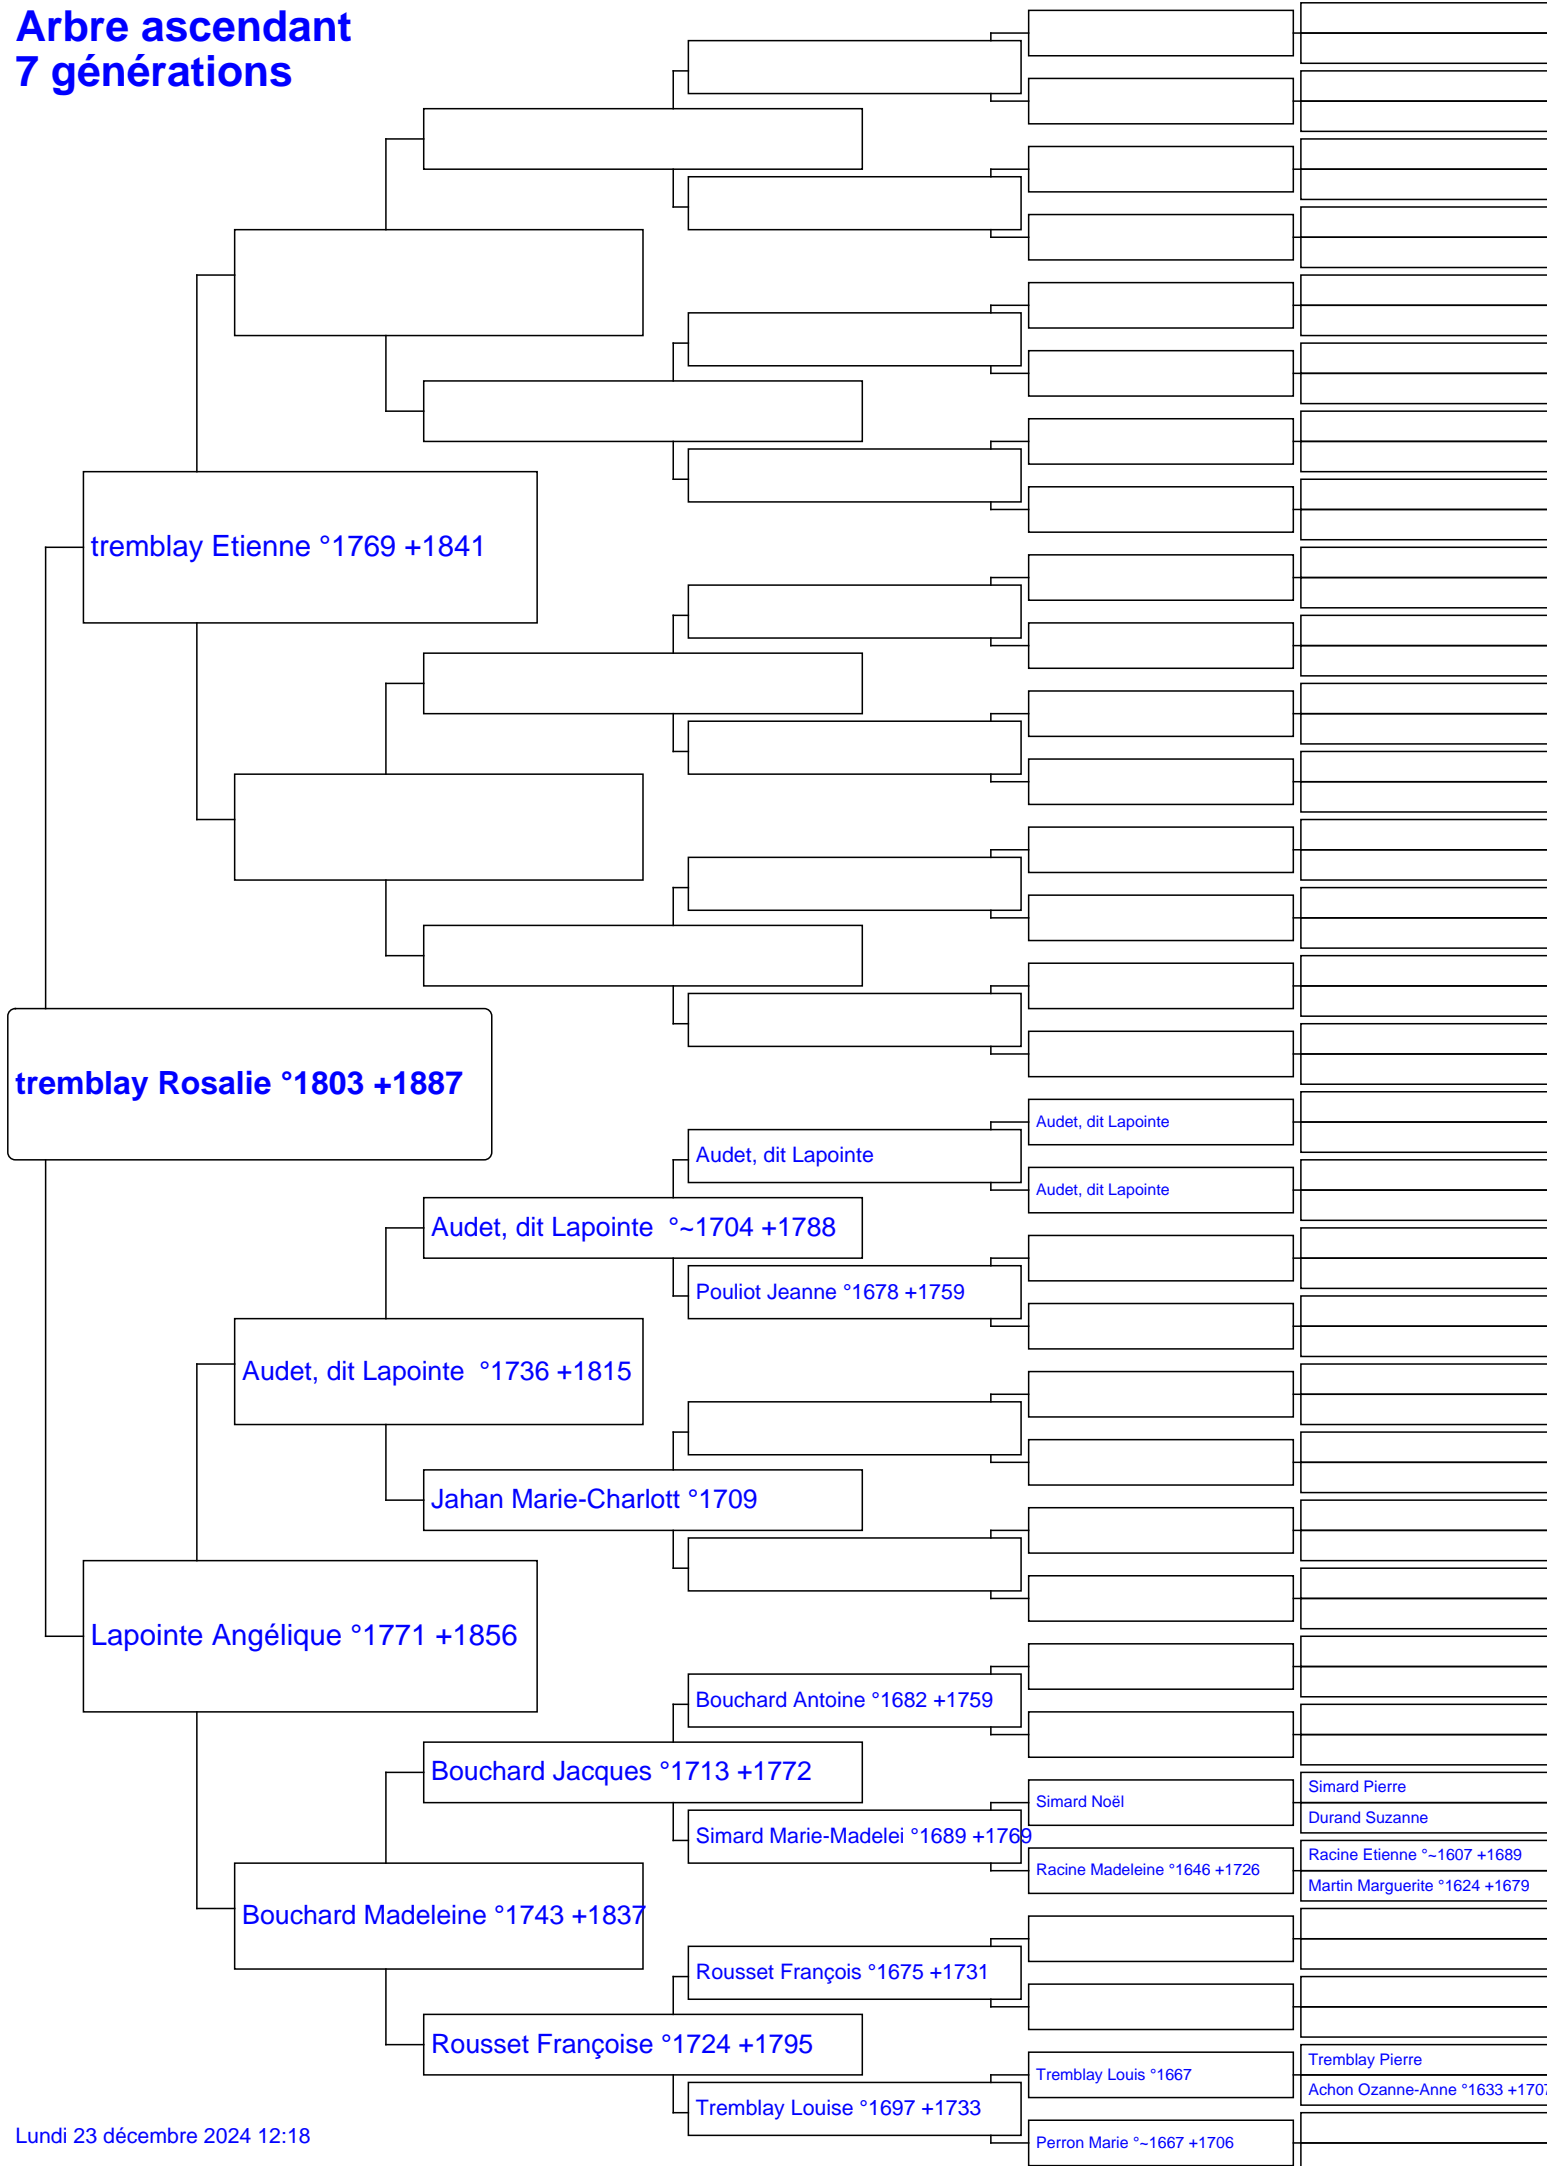 Arbre ascendant
7 générations
tremblay Etienne °1769 +1841
tremblay Rosalie °1803 +1887
Audet, dit Lapointe
Audet, dit Lapointe
Audet, dit Lapointe
Audet, dit Lapointe  °~1704 +1788
Pouliot Jeanne °1678 +1759
Audet, dit Lapointe  °1736 +1815
Jahan Marie-Charlott °1709
Lapointe Angélique °1771 +1856
Bouchard Antoine °1682 +1759
Bouchard Jacques °1713 +1772
Simard Pierre
Simard Noël
Durand Suzanne
Simard Marie-Madelei °1689 +1769
Racine Etienne °~1607 +1689
Racine Madeleine °1646 +1726
Martin Marguerite °1624 +1679
Bouchard Madeleine °1743 +1837
Rousset François °1675 +1731
Rousset Françoise °1724 +1795
Tremblay Pierre
Tremblay Louis °1667
Achon Ozanne-Anne °1633 +1707
Tremblay Louise °1697 +1733
Perron Marie °~1667 +1706
Lundi 23 décembre 2024 12:18